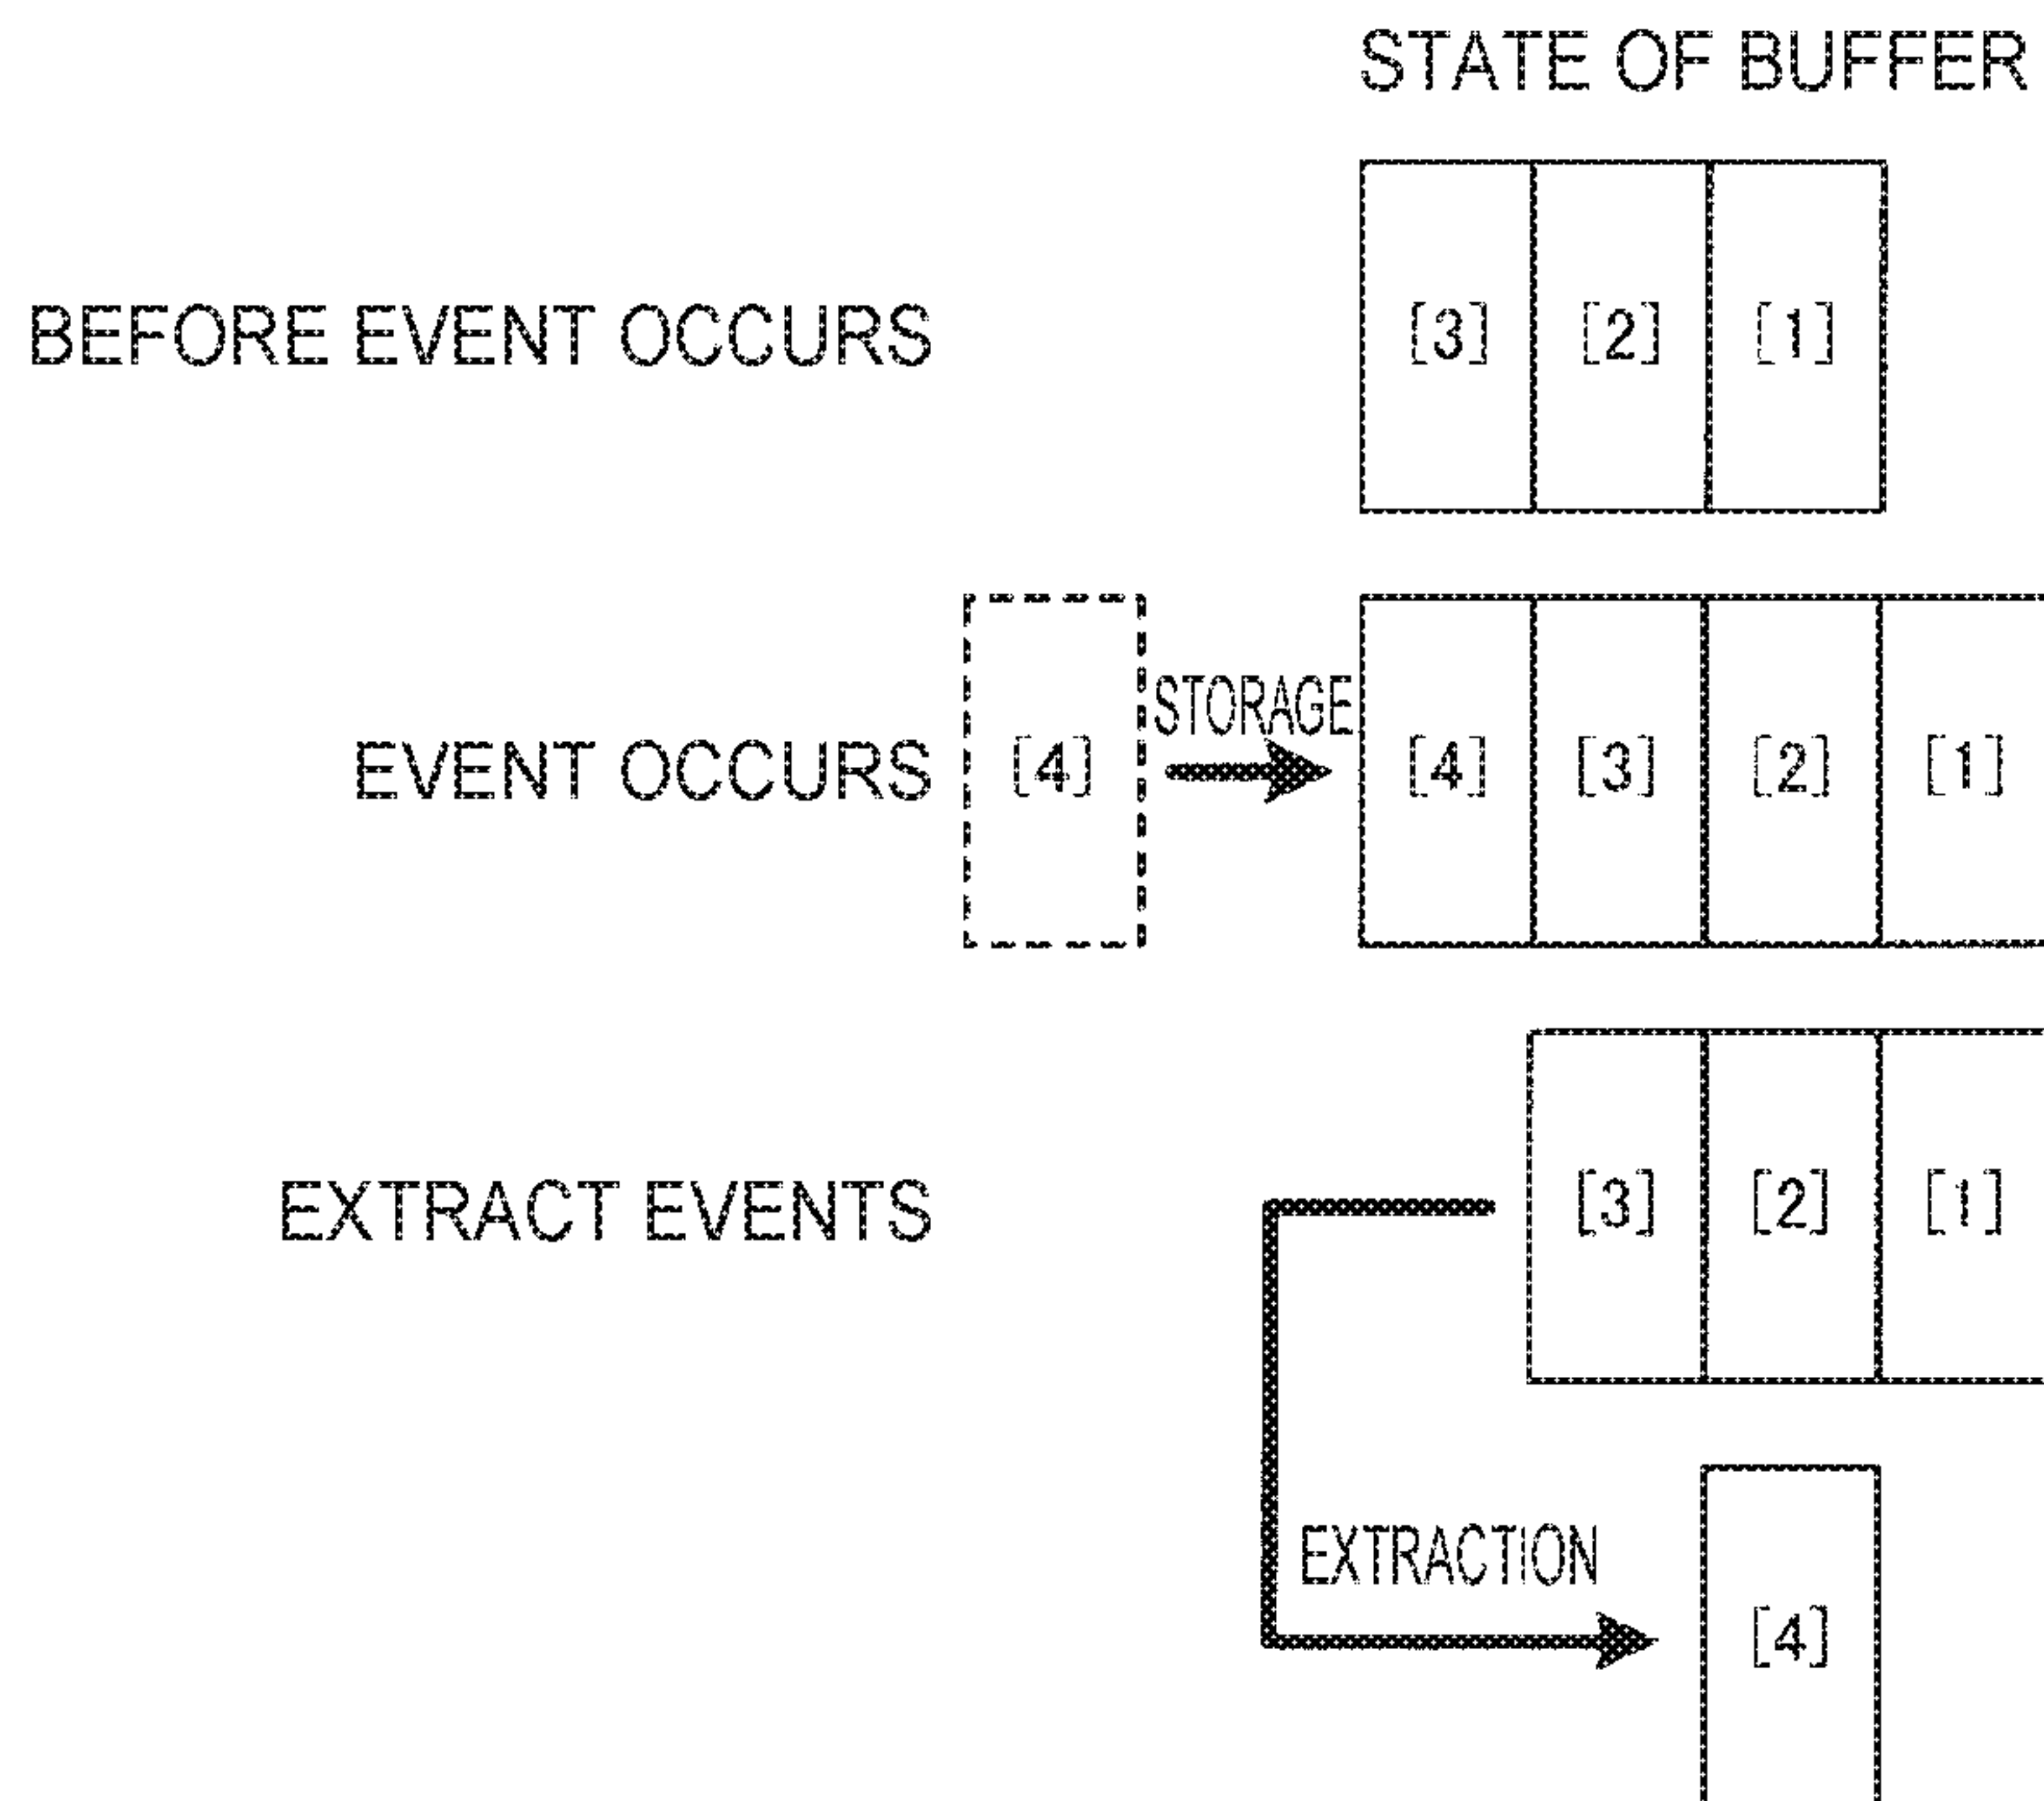 STATE OF BUFFER
BEFORE EVENT OCCURS [3] [2] [1]
STORAGE
EVENT OCCURS [4] [4] [3] [2] [1]
EXTRACT EVENTS [3] [2] [1]
EXTRACTION
[4]